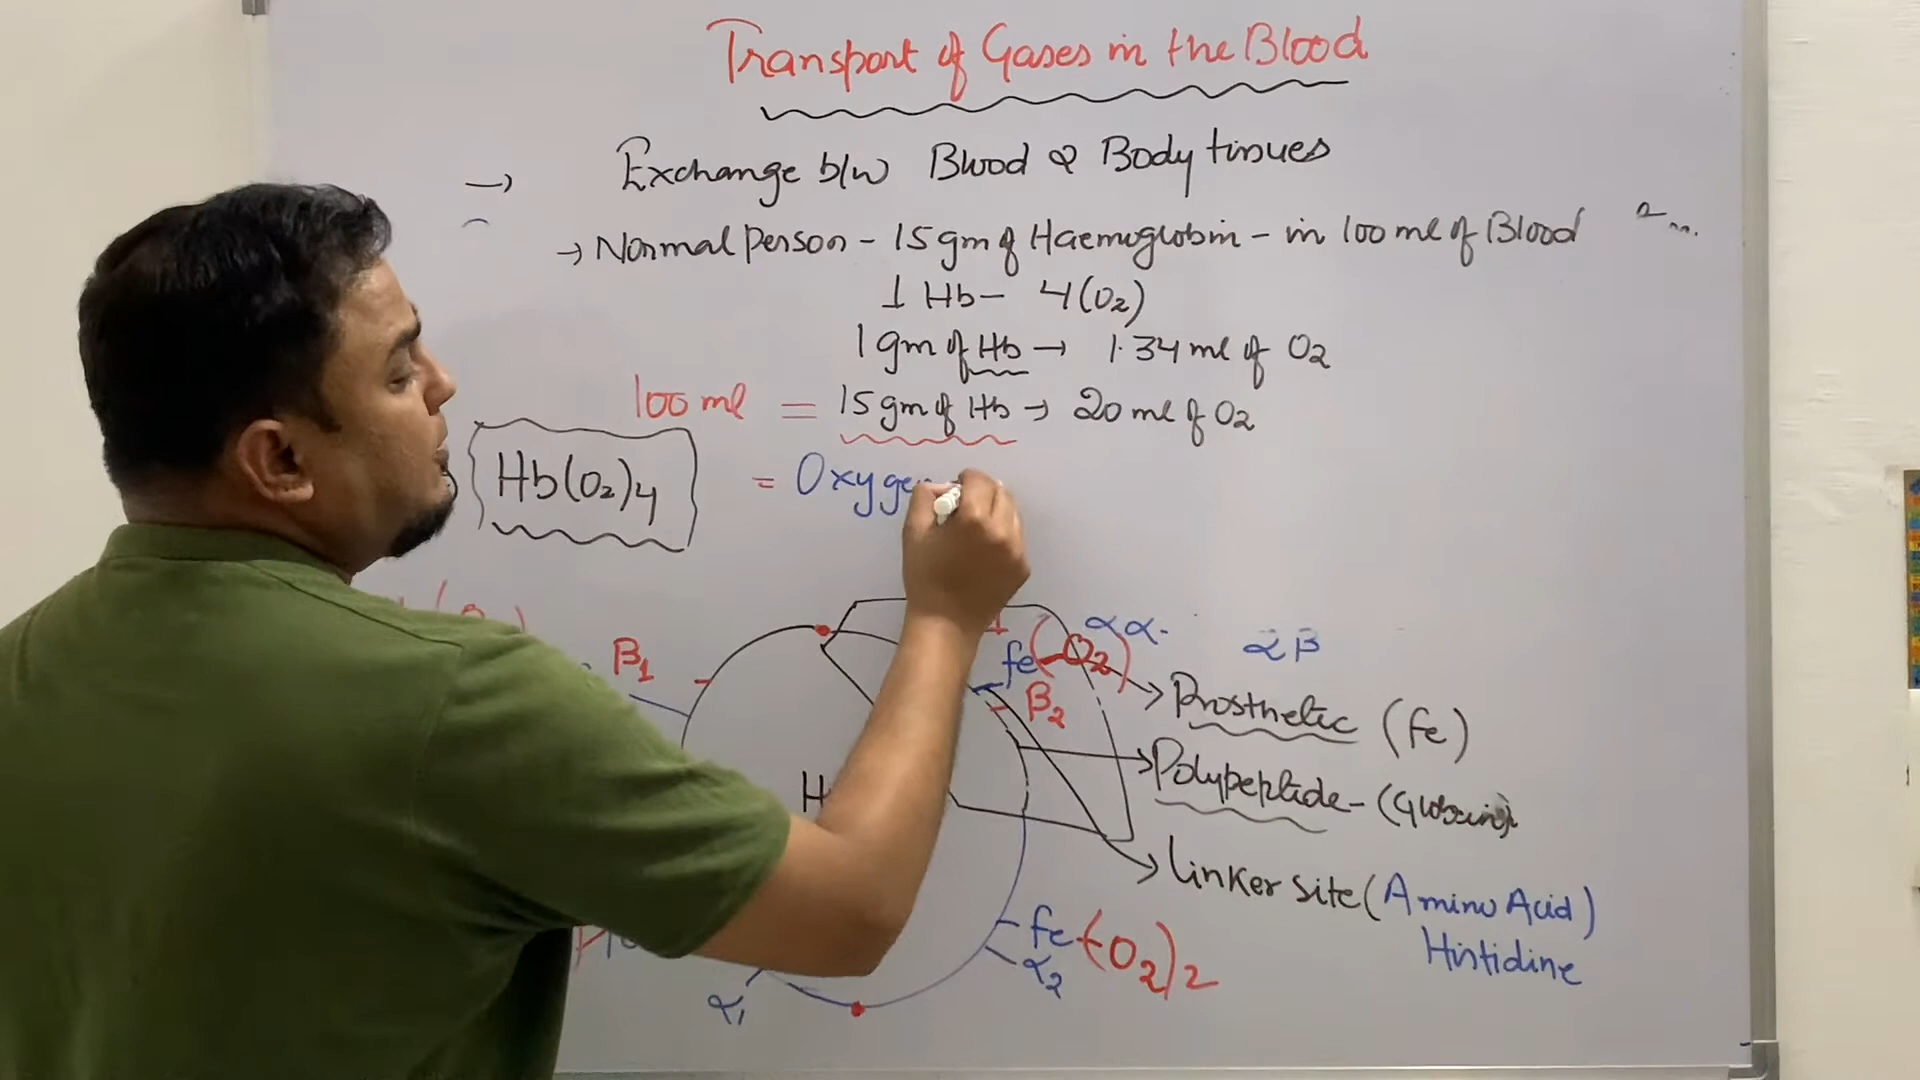 Transport of Gases in the Blood
→ Exchange b/w Blood & Body tissues
→ Normal Person - 15 gm of Haemoglobin - in 100 ml of Blood
1 Hb - 4(O₂)
1 gm of Hb → 1.34 ml of O₂
100 ml = 15 gm of Hb → 20 ml of O₂
Hb(O₂)₄ = Oxyge
αα-
α β
β₁
fe (O₂)
β₂
→ Prosthetic (fe)
→ Polypeptide -
H
→ Linker site (Amino Acid)
Histidine
fe-(O₂)₂
α₂
α₁